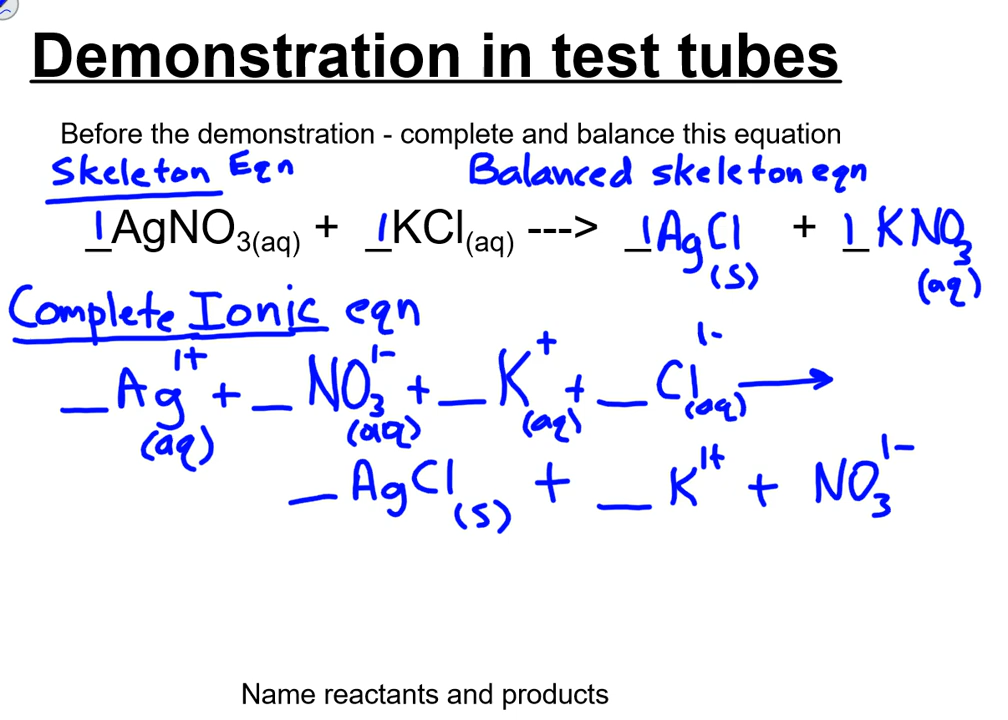 Demonstration in test tubes
Before the demonstration - complete and balance this equation
Skeleton Eqn Balanced skeleton eqn
1AgNO3(aq) + 1KCl(aq) ---> 1AgCl(s) + 1KNO3(aq)
Complete Ionic eqn
_Ag1+(aq) + _NO31-(aq) + _K+(aq) + _Cl1-(aq) →
_AgCl(s) + _K1+ + NO31-
Name reactants and products